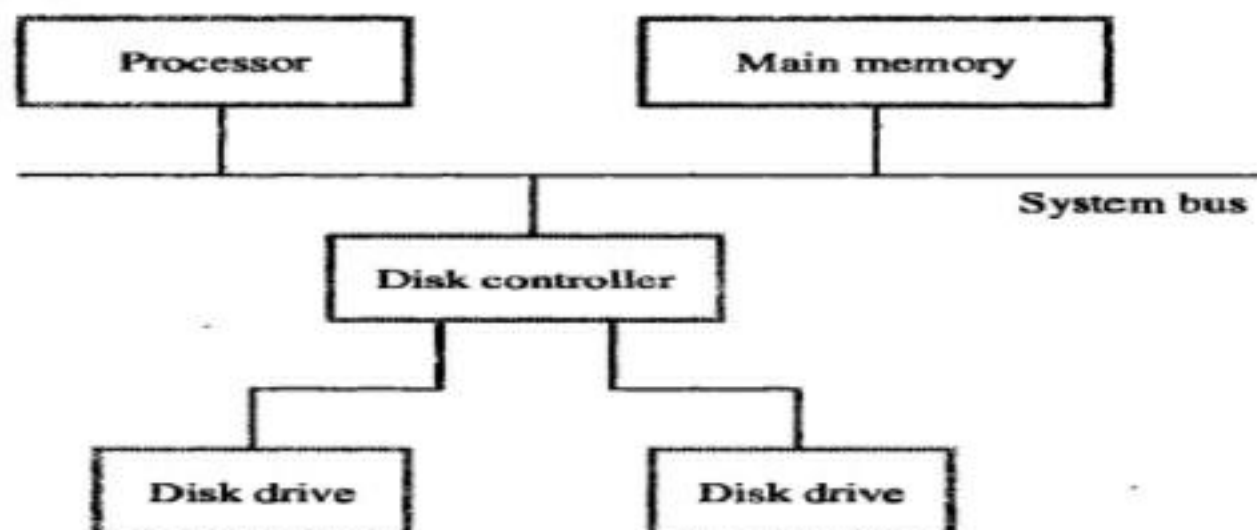 Processor
Main memory
System bus
Disk controller
Disk drive
Disk drive